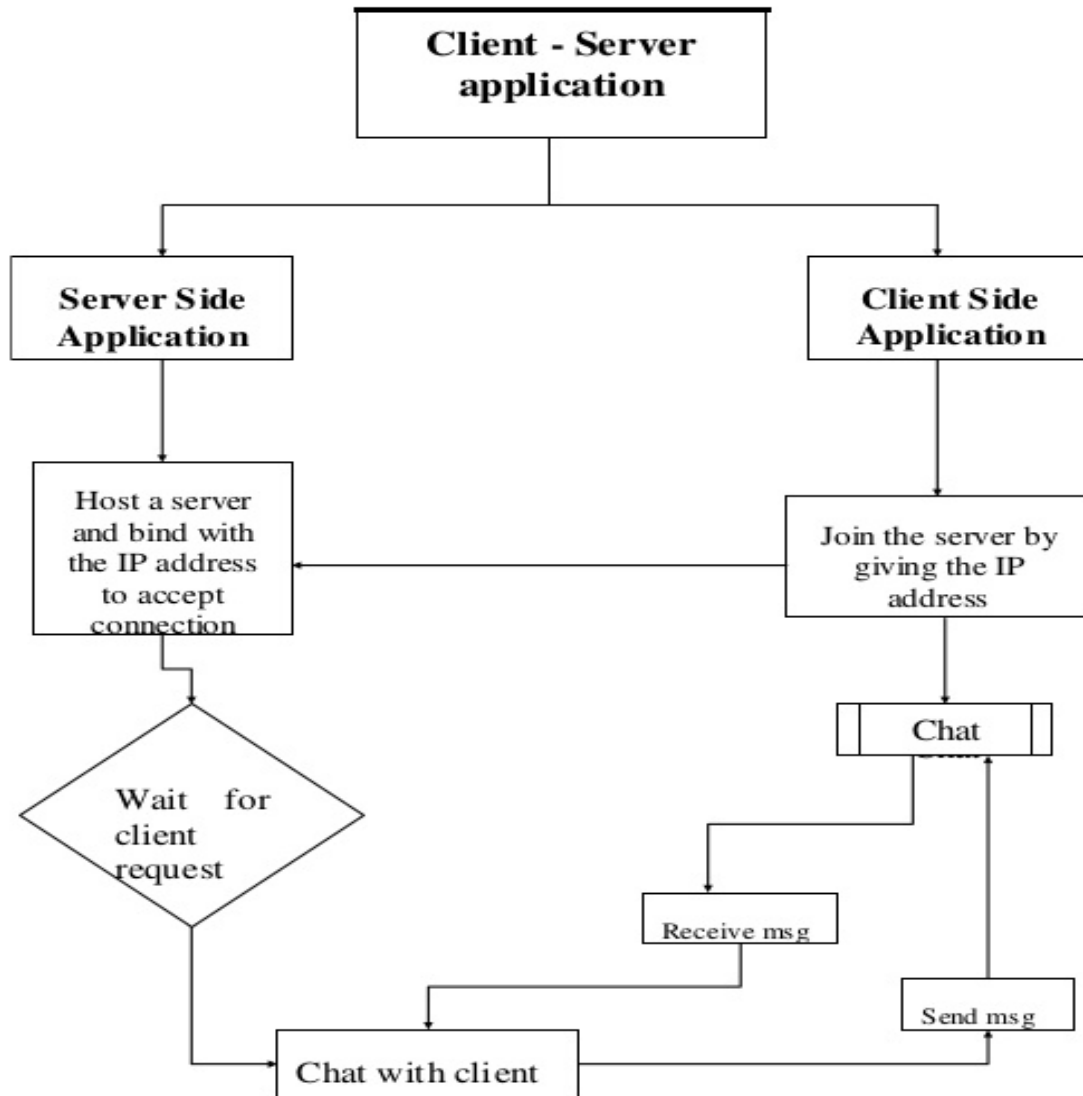 Client - Server
application
Server Side
Application
Client Side
Application
Host a server
and bind with
the IP address
to accept
connection
Join the server by
giving the IP
address
Chat
Wait for
client
request
Receive msg
Send msg
Chat with client